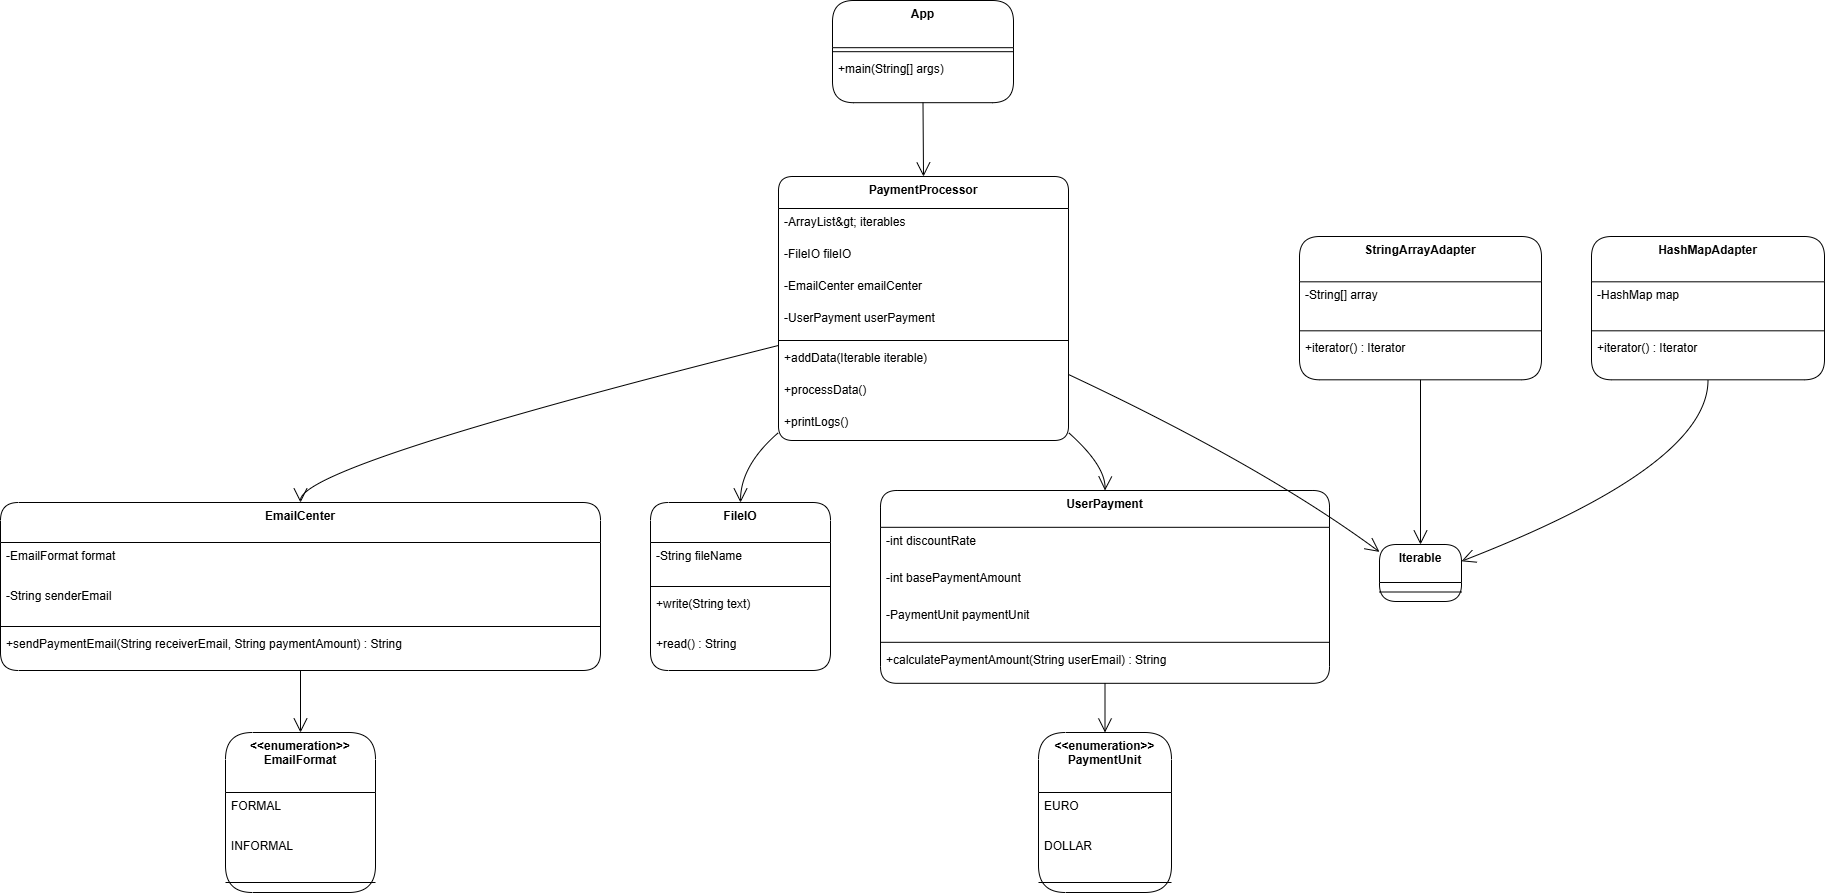 App
+main(String[] args)
PaymentProcessor
-ArrayList&gt; iterables
-FileIO fileIO
-EmailCenter emailCenter
-UserPayment userPayment
+addData(Iterable iterable)
+processData()
+printLogs()
StringArrayAdapter
-String[] array
+iterator() : Iterator
HashMapAdapter
-HashMap map
+iterator() : Iterator
EmailCenter
-EmailFormat format
-String senderEmail
+sendPaymentEmail(String receiverEmail, String paymentAmount) : String
FileIO
-String fileName
+write(String text)
+read() : String
UserPayment
-int discountRate
-int basePaymentAmount
-PaymentUnit paymentUnit
+calculatePaymentAmount(String userEmail) : String
Iterable
<<enumeration>>
EmailFormat
FORMAL
INFORMAL
<<enumeration>>
PaymentUnit
EURO
DOLLAR